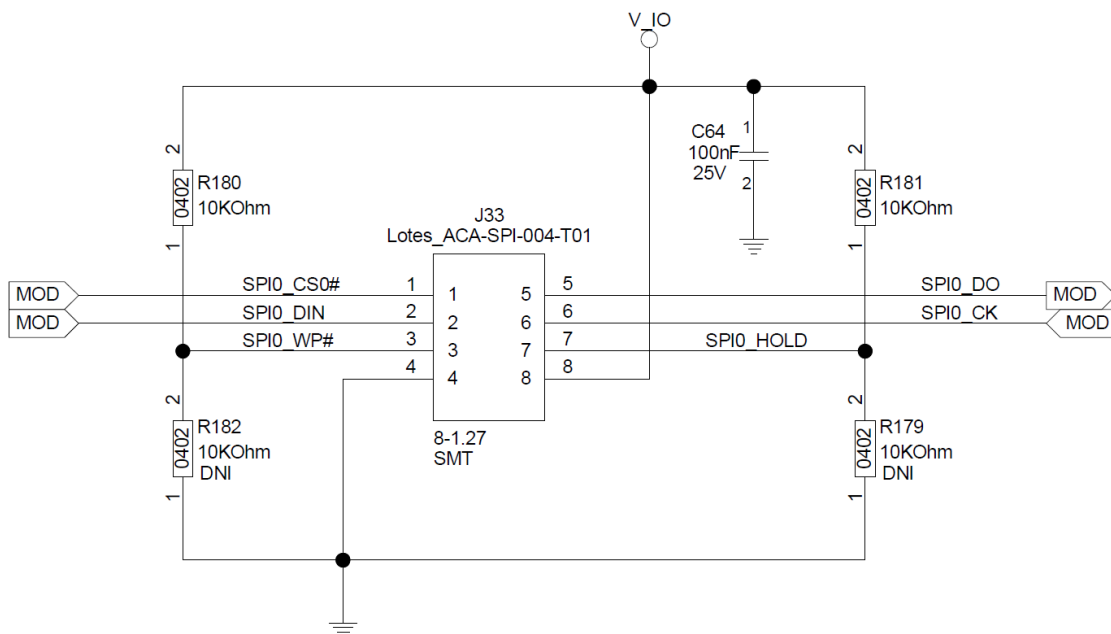 V_IO
2
R180
0402
10KOhm
1
C64
1
100nF
25V
2
2
R181
0402
10KOhm
1
J33
Lotes_ACA-SPI-004-T01
MOD
SPI0_CS0#
1
1
5
5
SPI0_DO
MOD
MOD
SPI0_DIN
2
2
6
6
SPI0_CK
MOD
SPI0_WP#
3
3
7
7
SPI0_HOLD
4
4
8
8
2
R182
0402
10KOhm
DNI
1
8-1.27
SMT
2
R179
0402
10KOhm
DNI
1